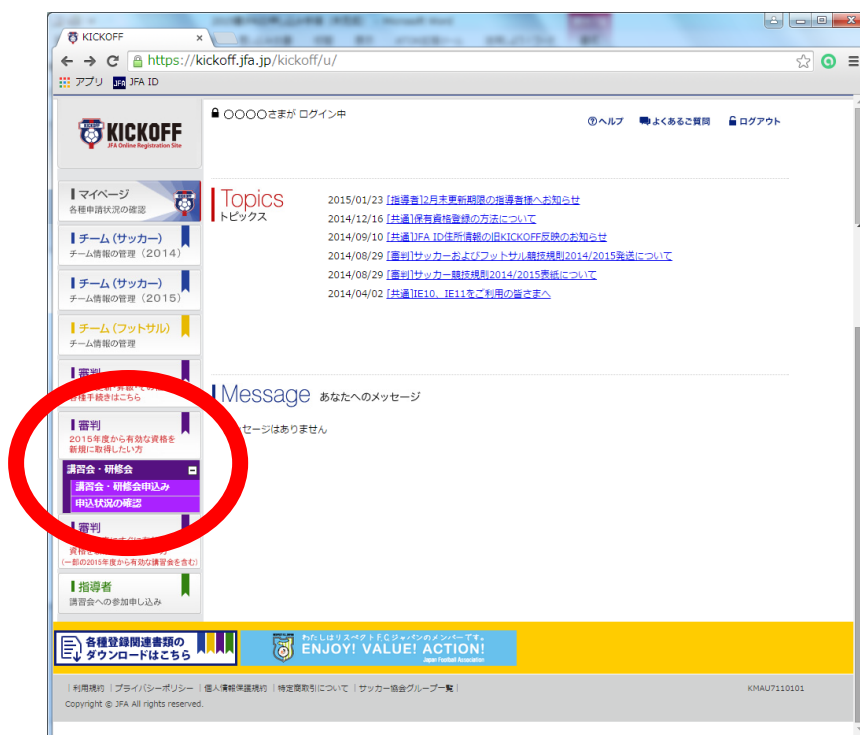 KICKOFF
https://kickoff.jfa.jp/kickoff/u/
アプリ JFA JFA ID
KICKOFF
JFA Online Registration Site
〇〇〇〇さまが ログイン中
ヘルプ よくあるご質問 ログアウト
マイページ
各種申請状況の確認
チーム (サッカー)
チーム情報の管理 (2014)
チーム (サッカー)
チーム情報の管理 (2015)
チーム (フットサル)
チーム情報の管理
審判
各種手続きはこちら
審判
2015年度から有効な資格を
新規に取得したい方
講習会・研修会
講習会・研修会申込み
申込状況の確認
審判
(一部の2015年度から有効な講習会を含む)
指導者
講習会への参加申し込み
Topics
トピックス
2015/01/23 [指導者]2月末更新期限の指導者様へお知らせ
2014/12/16 [共通]保有資格登録の方法について
2014/09/10 [共通]JFA ID住所情報の旧KICKOFF反映のお知らせ
2014/08/29 [審判]サッカーおよびフットサル競技規則2014/2015発送について
2014/08/29 [審判]サッカー競技規則2014/2015表紙について
2014/04/02 [共通]IE10、IE11をご利用の皆さまへ
Message あなたへのメッセージ
セージはありません
各種登録関連書類の
ダウンロードはこちら
わたしはリスペクトF.C.ジャパンのメンバーです。
ENJOY! VALUE! ACTION!
Japan Football Association
|利用規約 |プライバシーポリシー |個人情報保護規約 |特定商取引について |サッカー協会グループ一覧|
KMAU7110101
Copyright © JFA All rights reserved.